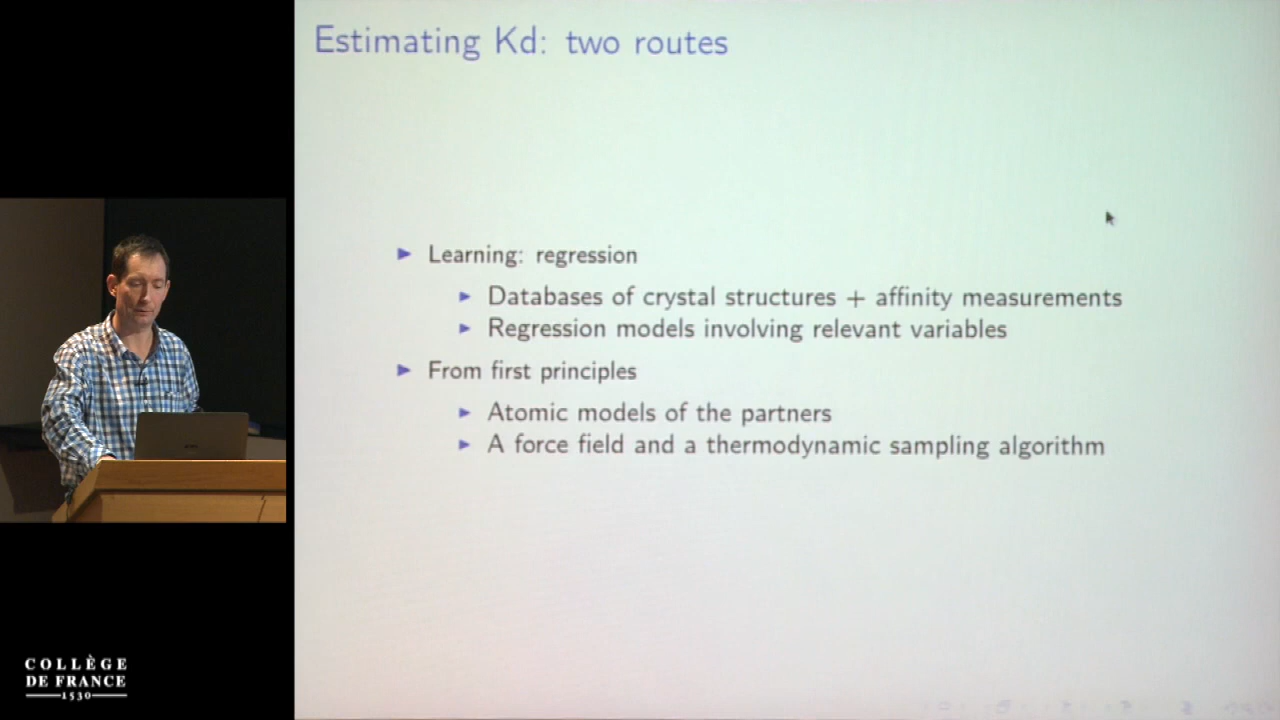 Estimating Kd: two routes
Learning: regression
Databases of crystal structures + affinity measurements
Regression models involving relevant variables
From first principles
Atomic models of the partners
A force field and a thermodynamic sampling algorithm
COLLÈGE
DE FRANCE
1530